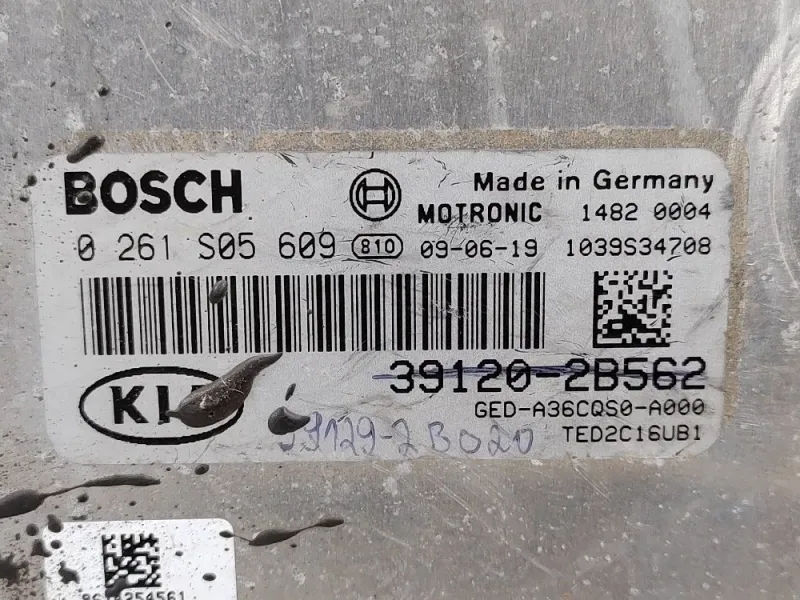 BOSCH Made in Germany
MOTRONIC 1482 0004
0 261 S05 609 810 09-06-19 1039S34708
39120-2B562
KIA
GED-A36CQS0-A000
39129-2B020 TED2C16UB1